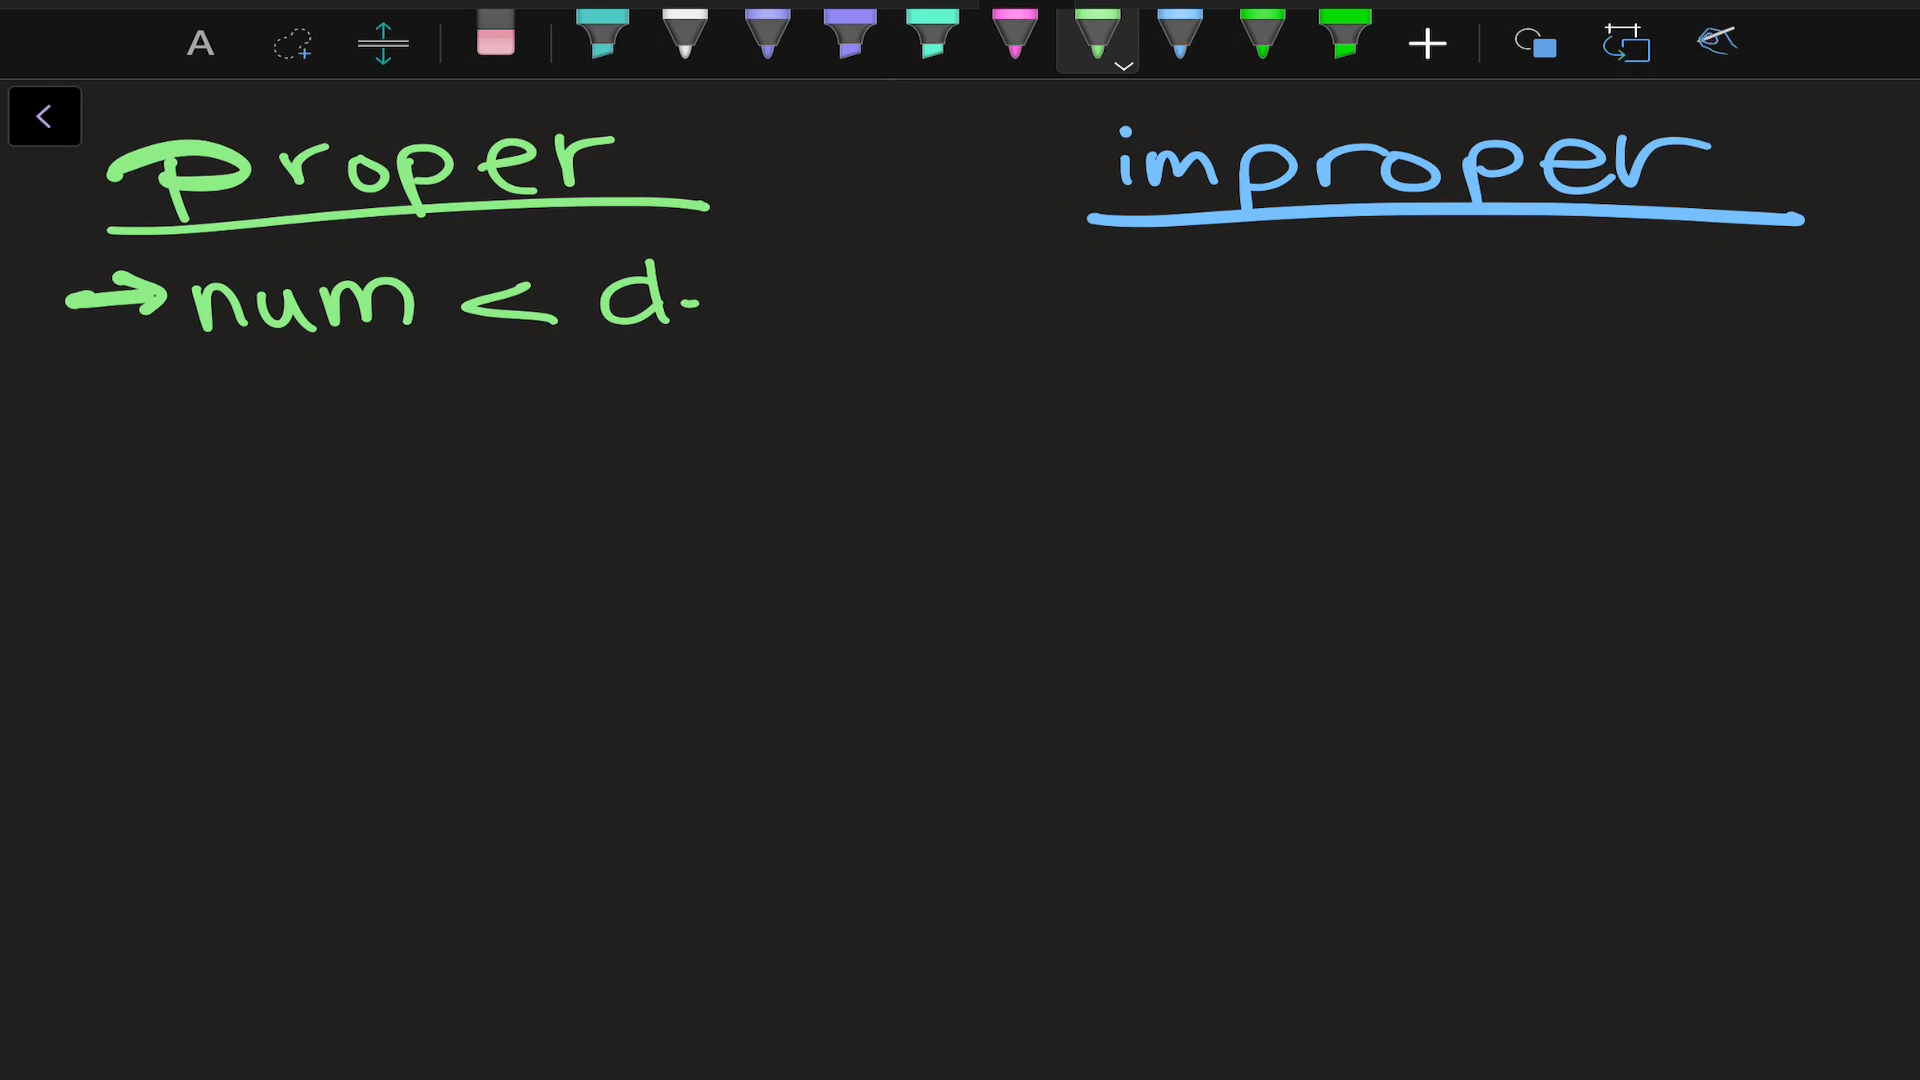 A
proper
improper
→ num < d-